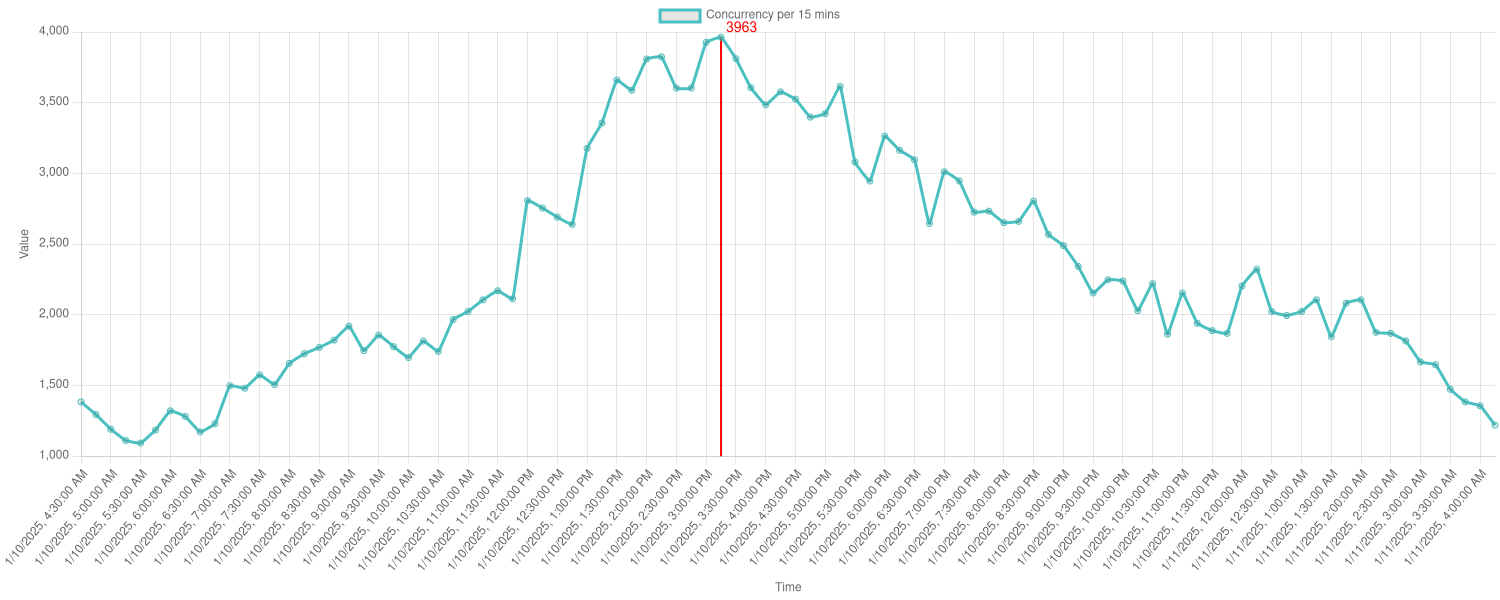 Concurrency per 15 mins
3963
4,000
3,500
3,000
2,500
2,000
1,500
1,000
Value
1/10/2025, 4:30:00 AM
1/10/2025, 5:00:00 AM
1/10/2025, 5:30:00 AM
1/10/2025, 6:00:00 AM
1/10/2025, 6:30:00 AM
1/10/2025, 7:00:00 AM
1/10/2025, 7:30:00 AM
1/10/2025, 8:00:00 AM
1/10/2025, 8:30:00 AM
1/10/2025, 9:00:00 AM
1/10/2025, 9:30:00 AM
1/10/2025, 10:00:00 AM
1/10/2025, 10:30:00 AM
1/10/2025, 11:00:00 AM
1/10/2025, 11:30:00 AM
1/10/2025, 12:00:00 PM
1/10/2025, 12:30:00 PM
1/10/2025, 1:00:00 PM
1/10/2025, 1:30:00 PM
1/10/2025, 2:00:00 PM
1/10/2025, 2:30:00 PM
1/10/2025, 3:00:00 PM
1/10/2025, 3:30:00 PM
1/10/2025, 4:00:00 PM
1/10/2025, 4:30:00 PM
1/10/2025, 5:00:00 PM
1/10/2025, 5:30:00 PM
1/10/2025, 6:00:00 PM
1/10/2025, 6:30:00 PM
1/10/2025, 7:00:00 PM
1/10/2025, 7:30:00 PM
1/10/2025, 8:00:00 PM
1/10/2025, 8:30:00 PM
1/10/2025, 9:00:00 PM
1/10/2025, 9:30:00 PM
1/10/2025, 10:00:00 PM
1/10/2025, 10:30:00 PM
1/10/2025, 11:00:00 PM
1/10/2025, 11:30:00 PM
1/11/2025, 12:00:00 AM
1/11/2025, 12:30:00 AM
1/11/2025, 1:00:00 AM
1/11/2025, 1:30:00 AM
1/11/2025, 2:00:00 AM
1/11/2025, 2:30:00 AM
1/11/2025, 3:00:00 AM
1/11/2025, 3:30:00 AM
1/11/2025, 4:00:00 AM
Time